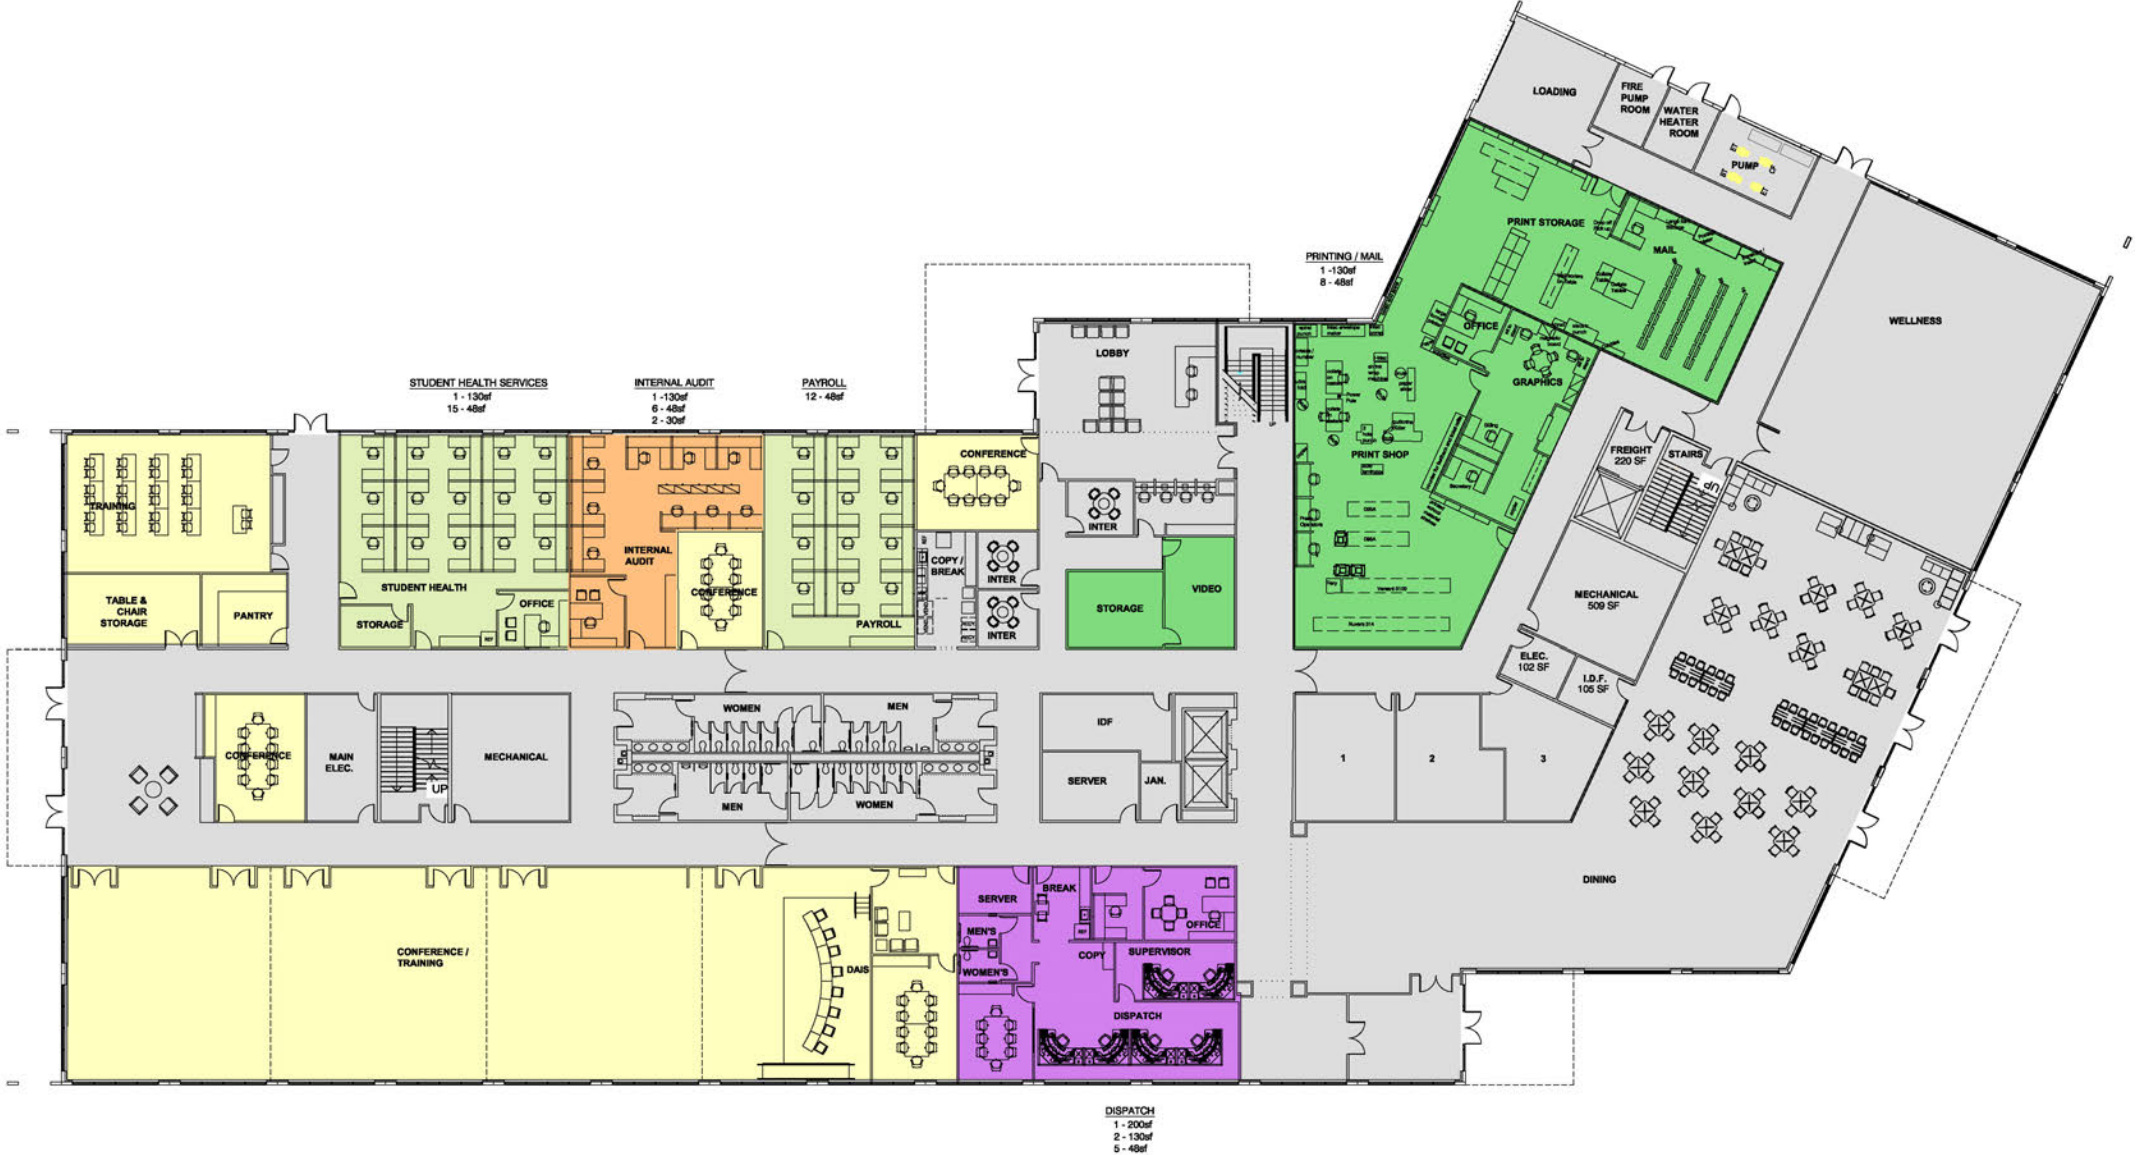 LOADING
FIRE
PUMP
ROOM
WATER
HEATER
ROOM
PUMP
PRINT STORAGE
MAIL
PRINTING / MAIL
1 -130sf
8 - 48sf
WELLNESS
OFFICE
GRAPHICS
LOBBY
STUDENT HEALTH SERVICES
1 - 130sf
15 - 48sf
INTERNAL AUDIT
1 -130sf
6 - 48sf
2 - 30sf
PAYROLL
12 - 48sf
PRINT SHOP
FREIGHT
220 SF
STAIRS
UP
CONFERENCE
TRAINING
INTER
COPY /
BREAK
INTER
INTER
INTERNAL
AUDIT
CONFERENCE
STUDENT HEALTH
OFFICE
STORAGE
REF
PAYROLL
TABLE &
CHAIR
STORAGE
PANTRY
STORAGE
VIDEO
MECHANICAL
509 SF
ELEC.
102 SF
I.D.F.
105 SF
CONFERENCE
MAIN
ELEC.
UP
MECHANICAL
WOMEN
MEN
MEN
WOMEN
IDF
SERVER
JAN.
1
2
3
DINING
CONFERENCE /
TRAINING
DAIS
SERVER
BREAK
REF
OFFICE
MEN'S
WOMEN'S
COPY
SUPERVISOR
DISPATCH
DISPATCH
1 - 200sf
2 - 130sf
5 - 48sf